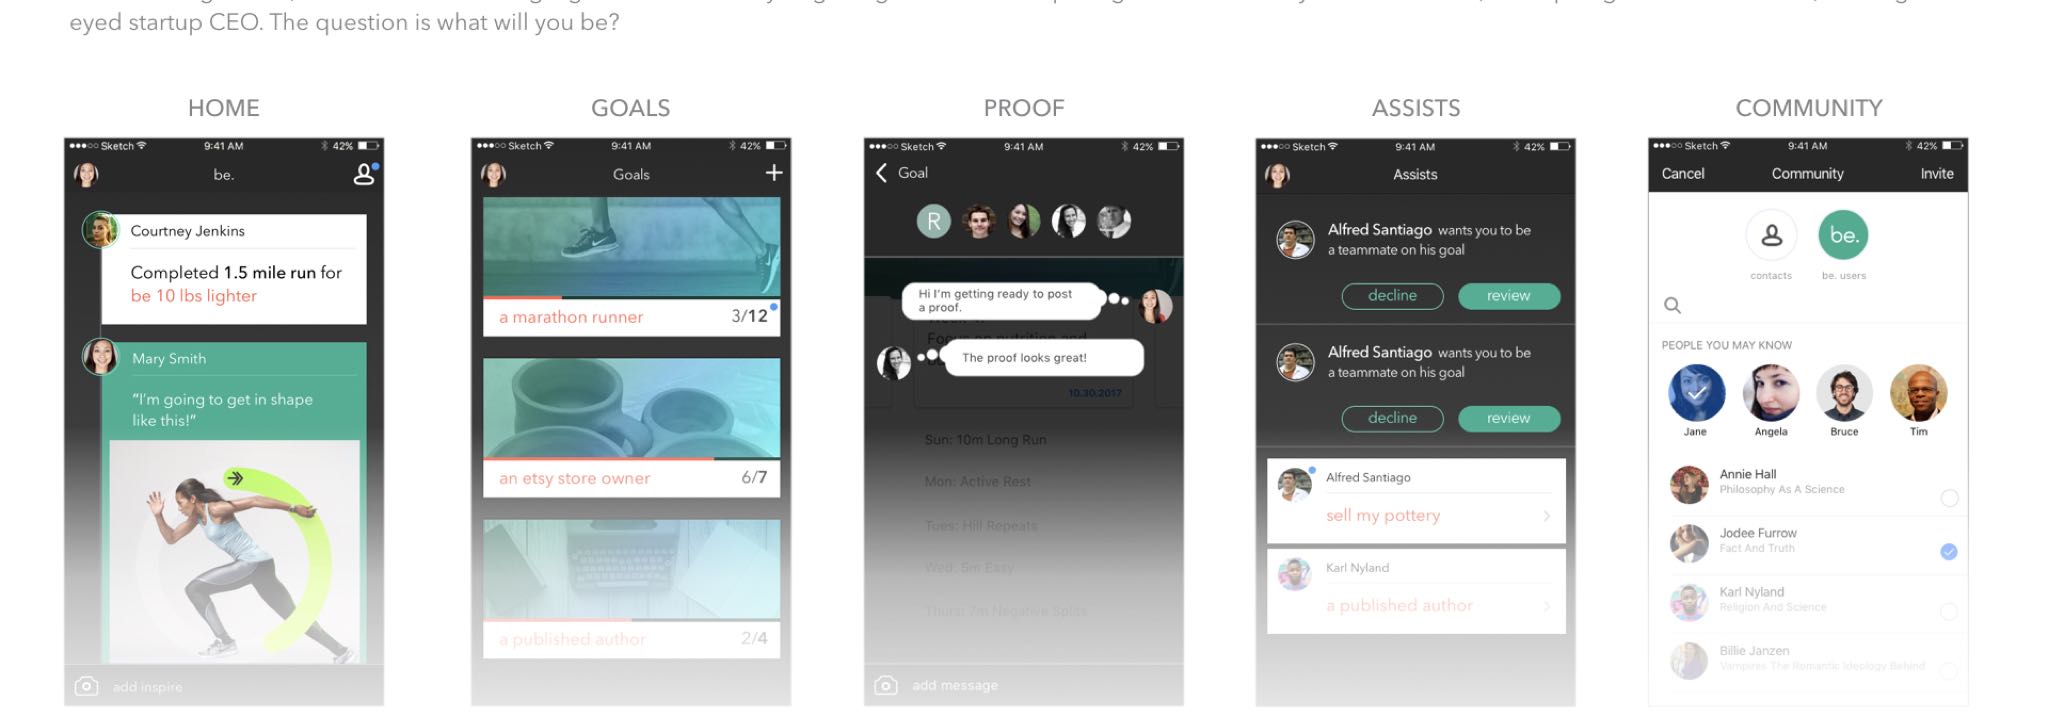 eyed startup CEO. The question is what will you be?
HOME
GOALS
PROOF
ASSISTS
COMMUNITY
Sketch 9:41 AM 42%
be.
Courtney Jenkins
Completed 1.5 mile run for
be 10 lbs lighter
Mary Smith
“I’m going to get in shape
like this!”
add inspire
Sketch 9:41 AM 42%
Goals
a marathon runner 3/12
an etsy store owner 6/7
a published author 2/4
Sketch 9:41 AM 42%
Goal
R
Hi I’m getting ready to post
a proof.
Focus on nutrition and
The proof looks great!
10.30.2017
Sun: 10m Long Run
Mon: Active Rest
Tues: Hill Repeats
Wed: 5m Easy
Thurs: 7m Negative Splits
add message
Sketch 9:41 AM 42%
Assists
Alfred Santiago wants you to be
a teammate on his goal
decline review
Alfred Santiago wants you to be
a teammate on his goal
decline review
Alfred Santiago
sell my pottery
Karl Nyland
a published author
Sketch 9:41 AM 42%
Cancel Community Invite
be.
contacts be. users
PEOPLE YOU MAY KNOW
Jane Angela Bruce Tim
Annie Hall
Philosophy As A Science
Jodee Furrow
Fact And Truth
Karl Nyland
Religion And Science
Billie Janzen
Vampires The Romantic Ideology Behind